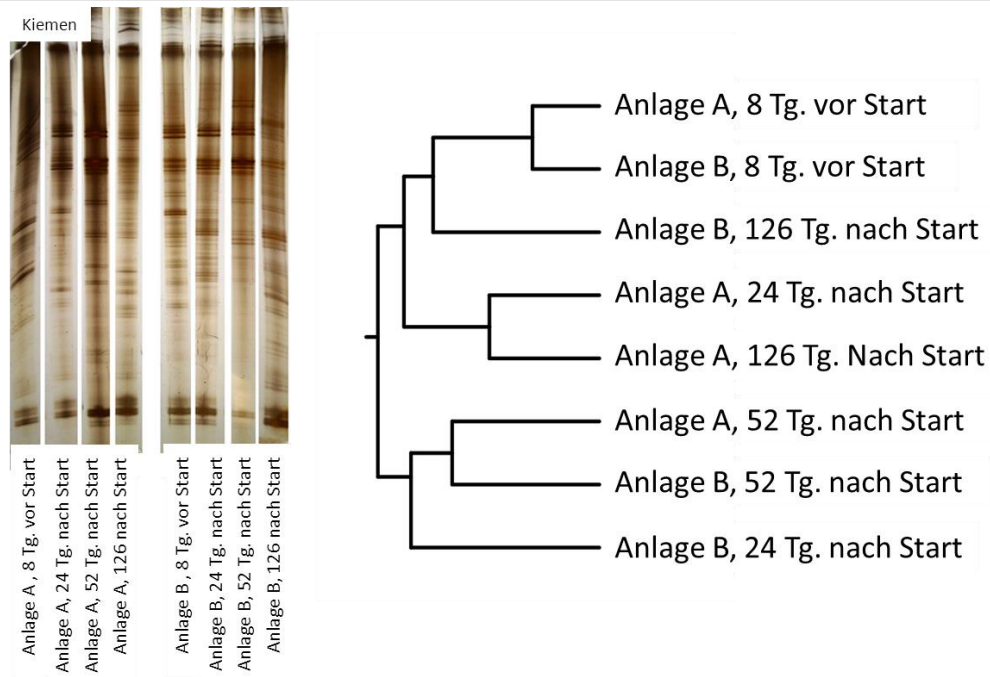 Kiemen
Anlage A , 8 Tg. vor Start
Anlage A, 24 Tg. nach Start
Anlage A, 52 Tg. nach Start
Anlage A, 126 nach Start
Anlage B , 8 Tg. vor Start
Anlage B, 24 Tg. nach Start
Anlage B, 52 Tg. nach Start
Anlage B, 126 nach Start
Anlage A, 8 Tg. vor Start
Anlage B, 8 Tg. vor Start
Anlage B, 126 Tg. nach Start
Anlage A, 24 Tg. nach Start
Anlage A, 126 Tg. Nach Start
Anlage A, 52 Tg. nach Start
Anlage B, 52 Tg. nach Start
Anlage B, 24 Tg. nach Start